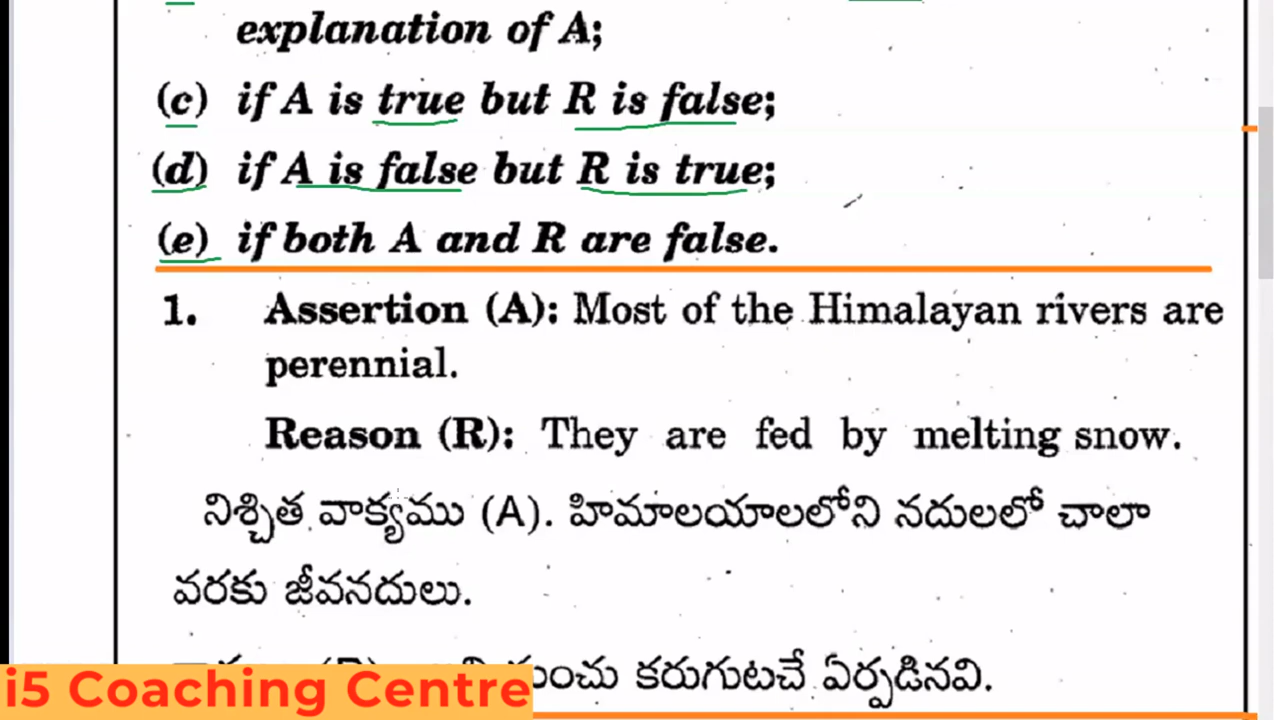 explanation of A;
(c) if A is true but R is false;
(d) if A is false but R is true;
(e) if both A and R are false.
1. Assertion (A): Most of the Himalayan rivers are
perennial.
Reason (R): They are fed by melting snow.
నిశ్చిత వాక్యము (A). హిమాలయాలలోని నదులలో చాలా
వరకు జీవనదులు.
కరుగుటచే ఏర్పడినవి.
i5 Coaching Centre